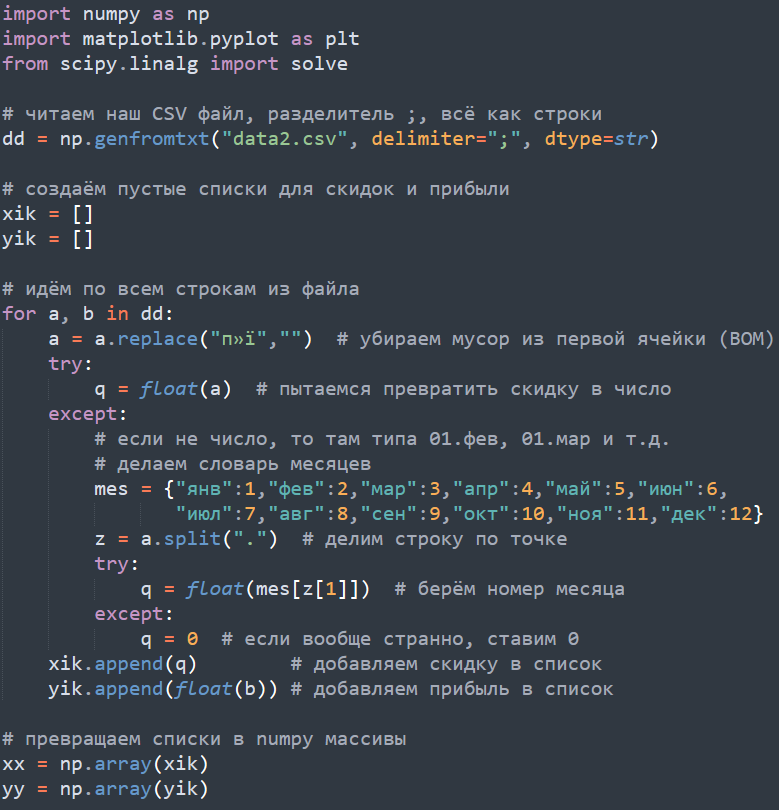 import numpy as np
import matplotlib.pyplot as plt
from scipy.linalg import solve

# читаем наш CSV файл, разделитель ;, всё как строки
dd = np.genfromtxt("data2.csv", delimiter=";", dtype=str)

# создаём пустые списки для скидок и прибыли
xik = []
yik = []

# идём по всем строкам из файла
for a, b in dd:
    a = a.replace("п»ї","")  # убираем мусор из первой ячейки (BOM)
    try:
        q = float(a)  # пытаемся превратить скидку в число
    except:
        # если не число, то там типа 01.фев, 01.мар и т.д.
        # делаем словарь месяцев
        mes = {"янв":1,"фев":2,"мар":3,"апр":4,"май":5,"июн":6,
               "июл":7,"авг":8,"сен":9,"окт":10,"ноя":11,"дек":12}
        z = a.split(".")  # делим строку по точке
        try:
            q = float(mes[z[1]])  # берём номер месяца
        except:
            q = 0  # если вообще странно, ставим 0
    xik.append(q)        # добавляем скидку в список
    yik.append(float(b)) # добавляем прибыль в список

# превращаем списки в numpy массивы
xx = np.array(xik)
yy = np.array(yik)